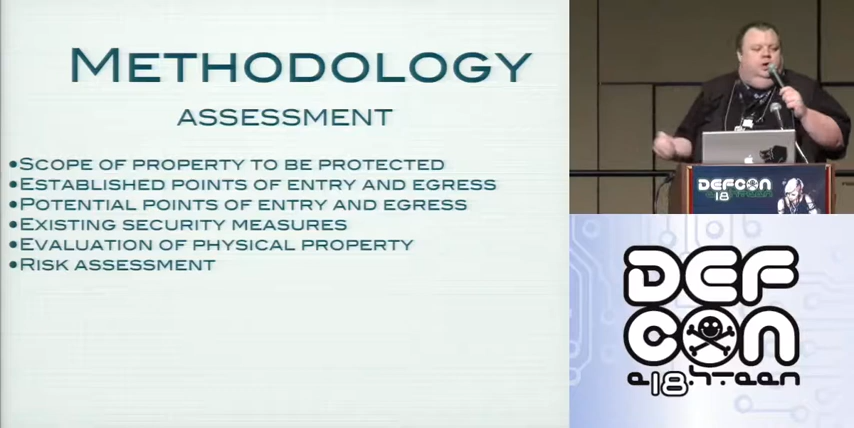 METHODOLOGY
ASSESSMENT
•SCOPE OF PROPERTY TO BE PROTECTED
•ESTABLISHED POINTS OF ENTRY AND EGRESS
•POTENTIAL POINTS OF ENTRY AND EGRESS
•EXISTING SECURITY MEASURES
•EVALUATION OF PHYSICAL PROPERTY
•RISK ASSESSMENT
DEFCON
18
DEF
CON
e18hteen